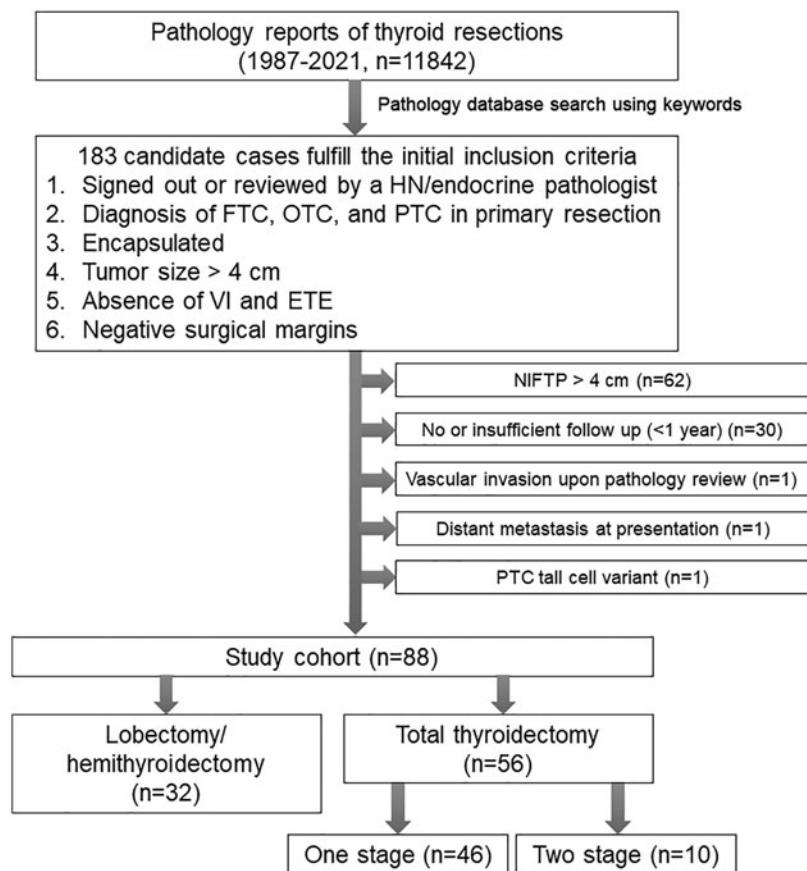 Pathology reports of thyroid resections
(1987-2021, n=11842)
Pathology database search using keywords
183 candidate cases fulfill the initial inclusion criteria
1. Signed out or reviewed by a HN/endocrine pathologist
2. Diagnosis of FTC, OTC, and PTC in primary resection
3. Encapsulated
4. Tumor size > 4 cm
5. Absence of VI and ETE
6. Negative surgical margins
NIFTP > 4 cm (n=62)
No or insufficient follow up (<1 year) (n=30)
Vascular invasion upon pathology review (n=1)
Distant metastasis at presentation (n=1)
PTC tall cell variant (n=1)
Study cohort (n=88)
Lobectomy/
hemithyroidectomy
(n=32)
Total thyroidectomy
(n=56)
One stage (n=46)
Two stage (n=10)